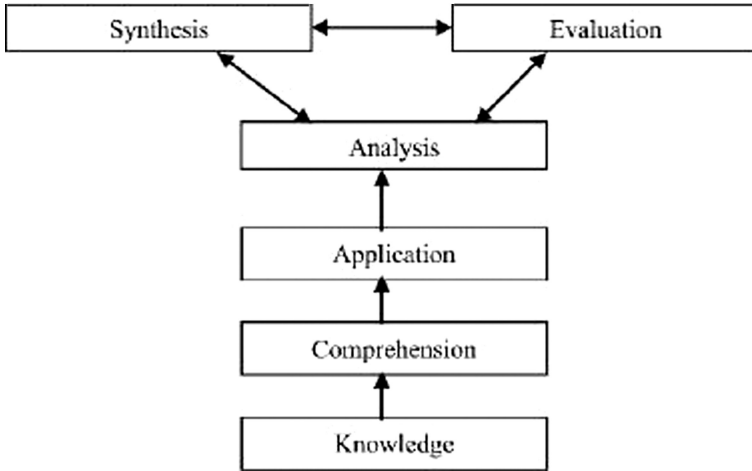 Synthesis
Evaluation
Analysis
Application
Comprehension
Knowledge